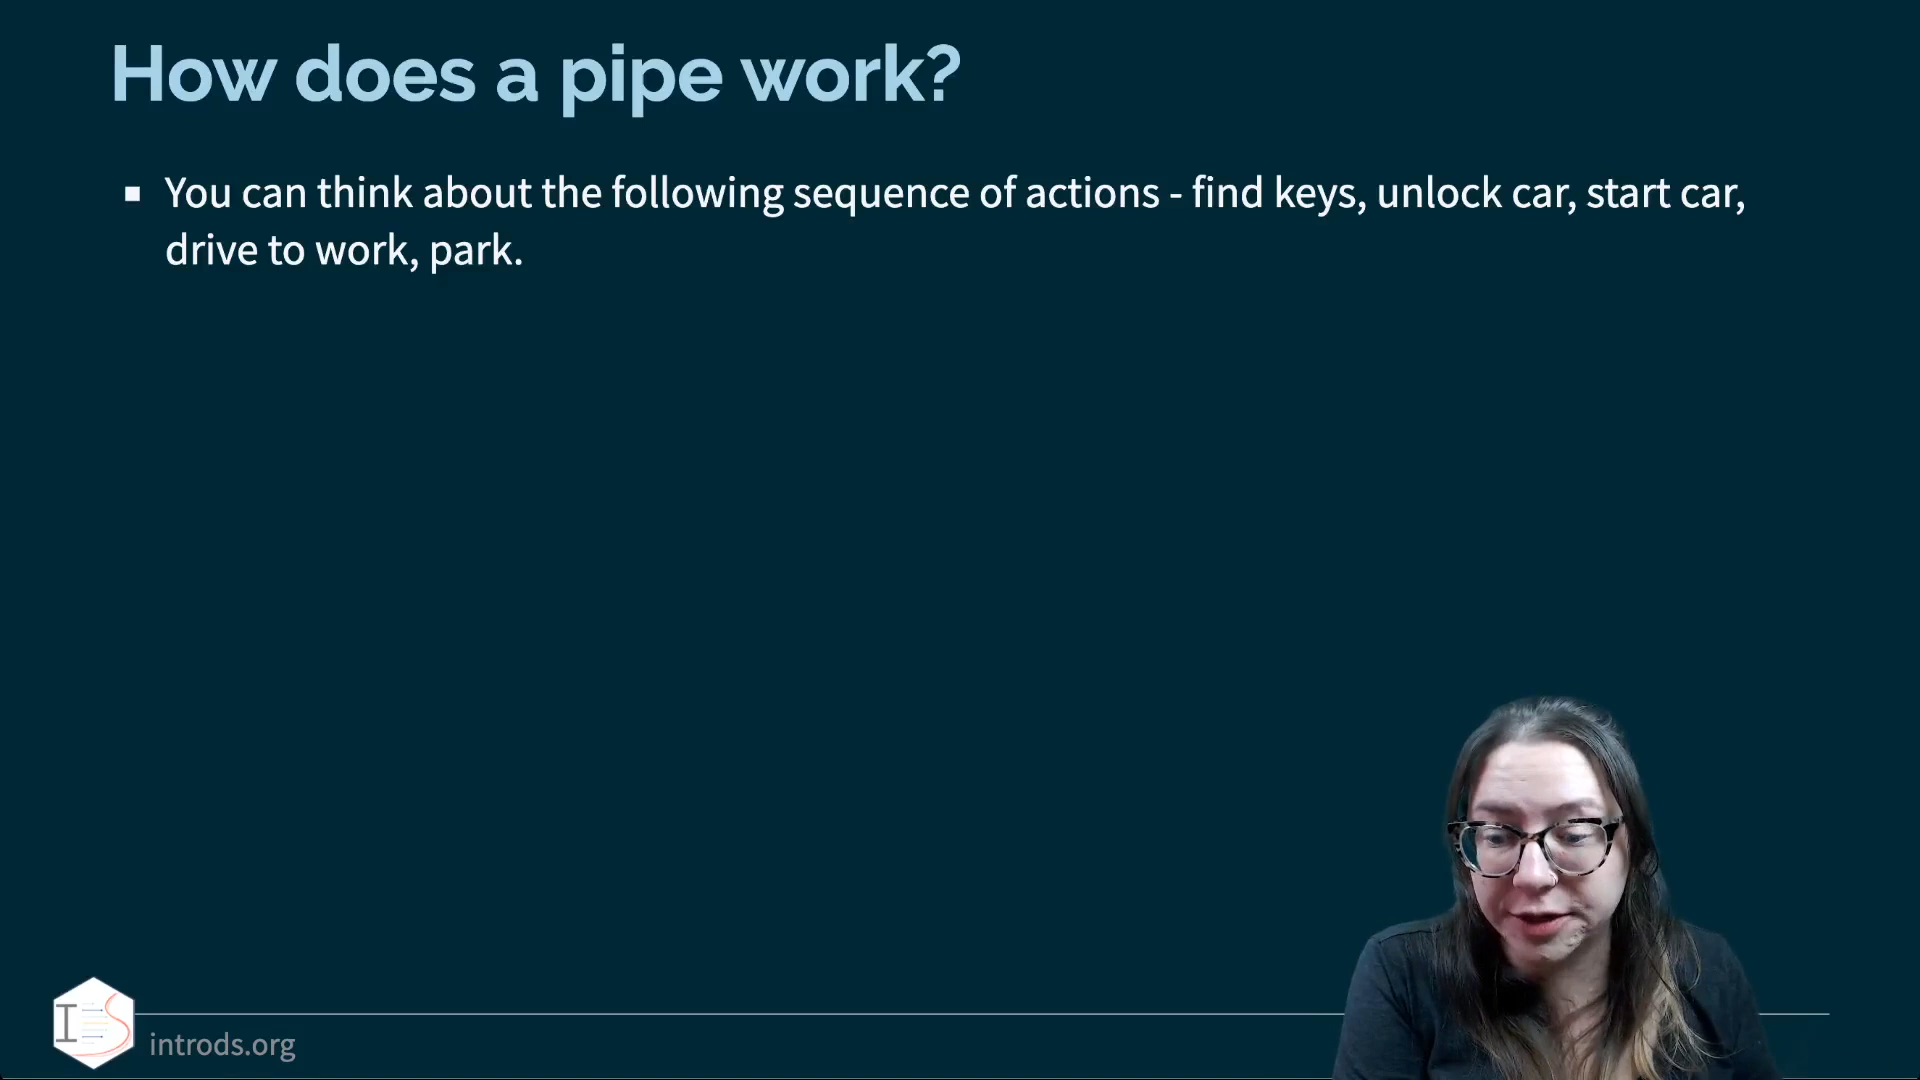 How does a pipe work?
You can think about the following sequence of actions - find keys, unlock car, start car,
drive to work, park.
introds.org